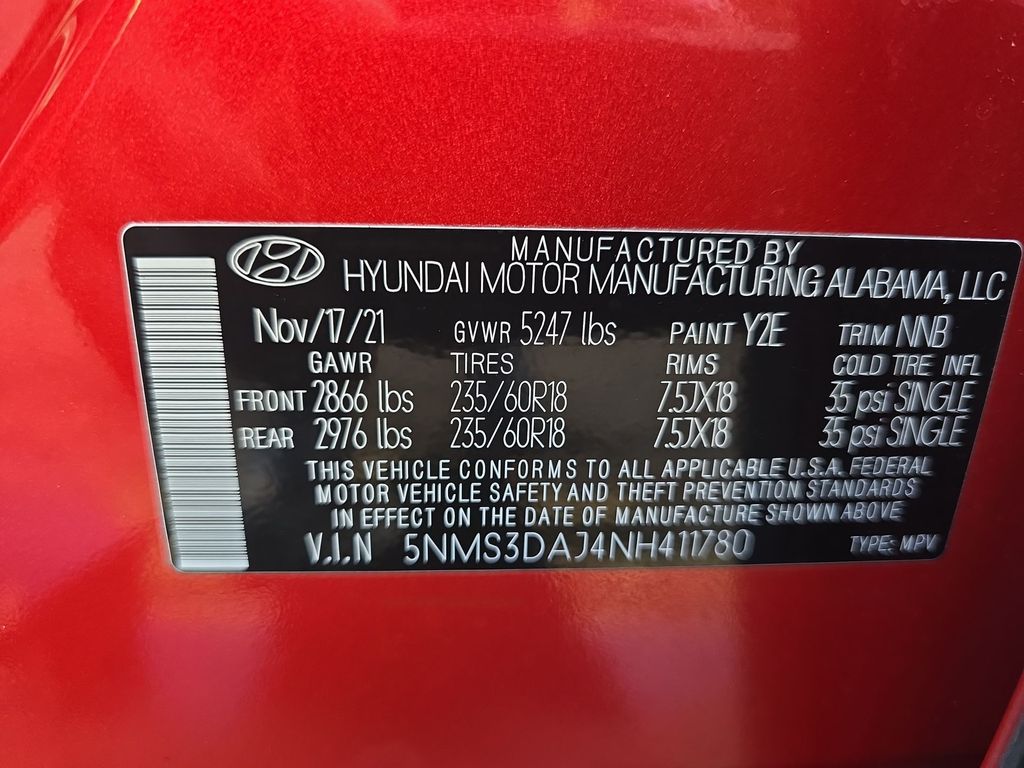 MANUFACTURED BY
HYUNDAI MOTOR MANUFACTURING ALABAMA, LLC
Nov/17/21 GVWR 5247 lbs PAINT Y2E TRIM NNB
GAWR TIRES RIMS COLD TIRE INFL
FRONT 2866 lbs 235/60R18 7.5JX18 35 psi SINGLE
REAR 2976 lbs 235/60R18 7.5JX18 35 psi SINGLE
THIS VEHICLE CONFORMS TO ALL APPLICABLE U.S.A. FEDERAL
MOTOR VEHICLE SAFETY AND THEFT PREVENTION STANDARDS
IN EFFECT ON THE DATE OF MANUFACTURE SHOWN ABOVE
V.I.N 5NMS3DAJ4NH411780 TYPE: MPV